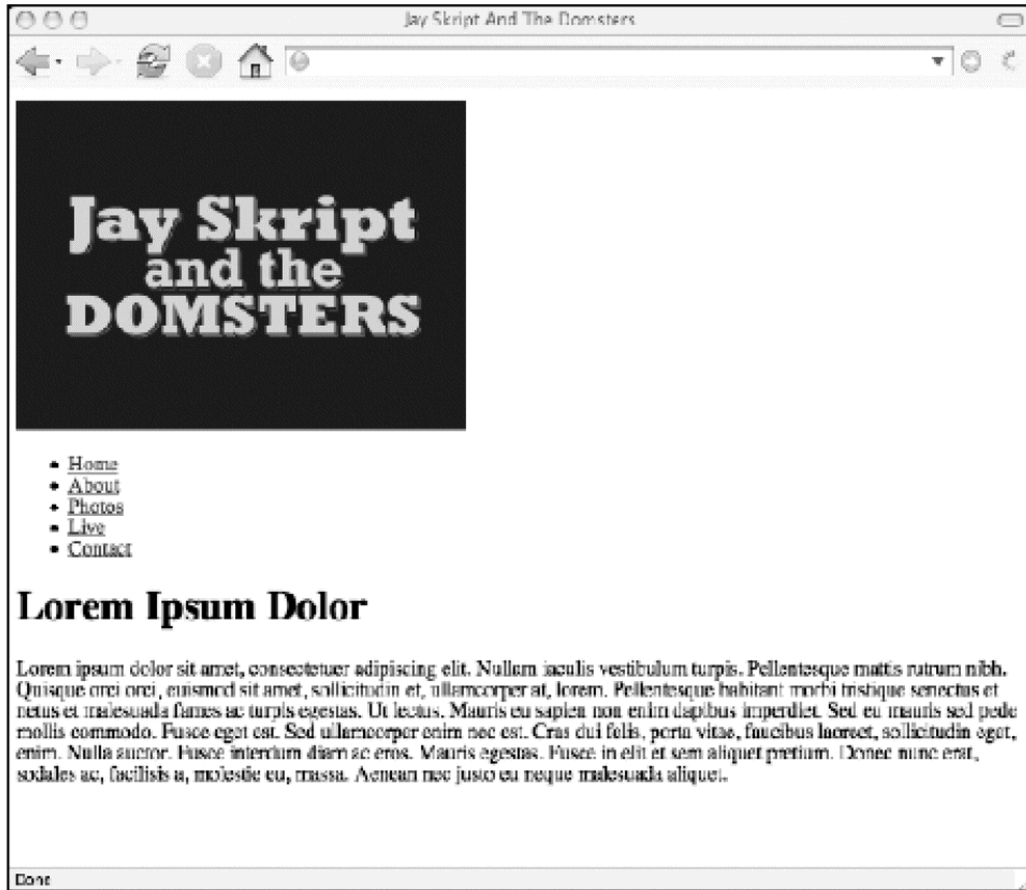 Jay Skript And The Domsters
Jay Skript
and the
DOMSTERS
Home
About
Photos
Live
Contact
Lorem Ipsum Dolor
Lorem ipsum dolor sit amet, consectetuer adipiscing elit. Nullam iaculis vestibulum turpis. Pellentesque mattis rutrum nibh.
Quisque orci orci, euismod sit amet, sollicitudin et, ullamcorper at, lorem. Pellentesque habitant morbi tristique senectus et
netus et malesuada fames ac turpis egestas. Ut lectus. Mauris eu sapien non enim dapibus imperdiet. Sed eu mauris sed pede
mollis commodo. Fusce eget est. Sed ullamcorper enim nec est. Cras dui felis, porta vitae, faucibus laoreet, sollicitudin eget,
enim. Nulla auctor. Fusce interdum diam ac eros. Mauris egestas. Fusce in elit et sem aliquet pretium. Donec nunc erat,
sodales ac, facilisis a, molestie eu, massa. Aenean nec justo eu neque malesuada aliquet.
Done